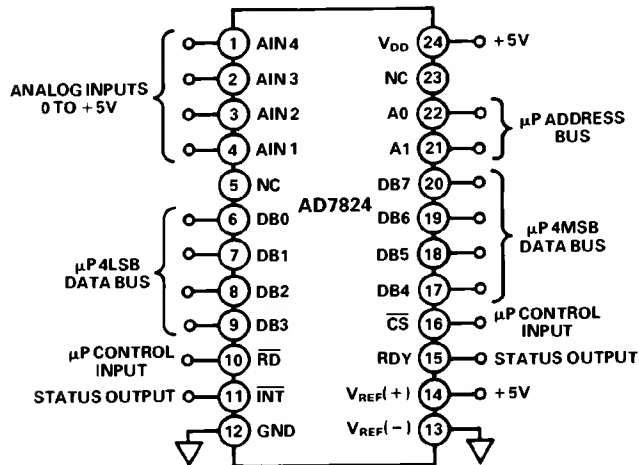 ANALOG INPUTS
0 TO +5V
1 AIN4
2 AIN3
3 AIN2
4 AIN1
5 NC
μP 4LSB
DATA BUS
6 DB0
7 DB1
8 DB2
9 DB3
μP CONTROL
INPUT
10 R̅D̅
STATUS OUTPUT
11 I̅N̅T̅
12 GND
AD7824
VDD 24 +5V
NC 23
A0 22
A1 21
μP ADDRESS
BUS
DB7 20
DB6 19
DB5 18
DB4 17
μP 4MSB
DATA BUS
C̅S̅ 16
μP CONTROL
INPUT
RDY 15 STATUS OUTPUT
VREF(+) 14 +5V
VREF(−) 13